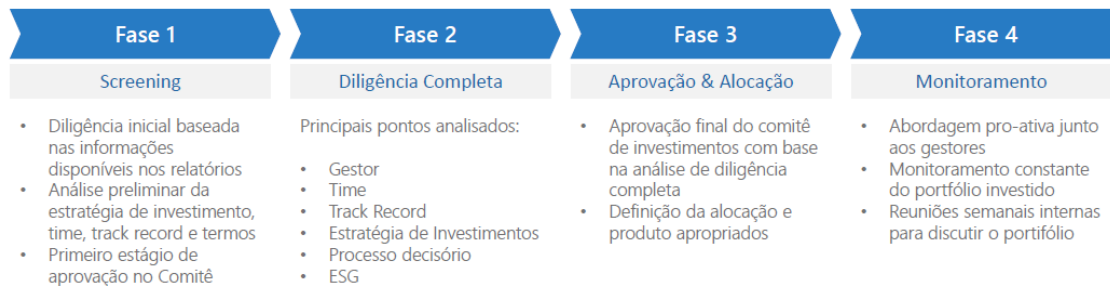 Fase 1
Screening
• Diligência inicial baseada
nas informações
disponíveis nos relatórios
• Análise preliminar da
estratégia de investimento,
time, track record e termos
• Primeiro estágio de
aprovação no Comitê
Fase 2
Diligência Completa
Principais pontos analisados:
• Gestor
• Time
• Track Record
• Estratégia de Investimentos
• Processo decisório
• ESG
Fase 3
Aprovação & Alocação
• Aprovação final do comitê
de investimentos com base
na análise de diligência
completa
• Definição da alocação e
produto apropriados
Fase 4
Monitoramento
• Abordagem pro-ativa junto
aos gestores
• Monitoramento constante
do portfólio investido
• Reuniões semanais internas
para discutir o portifólio